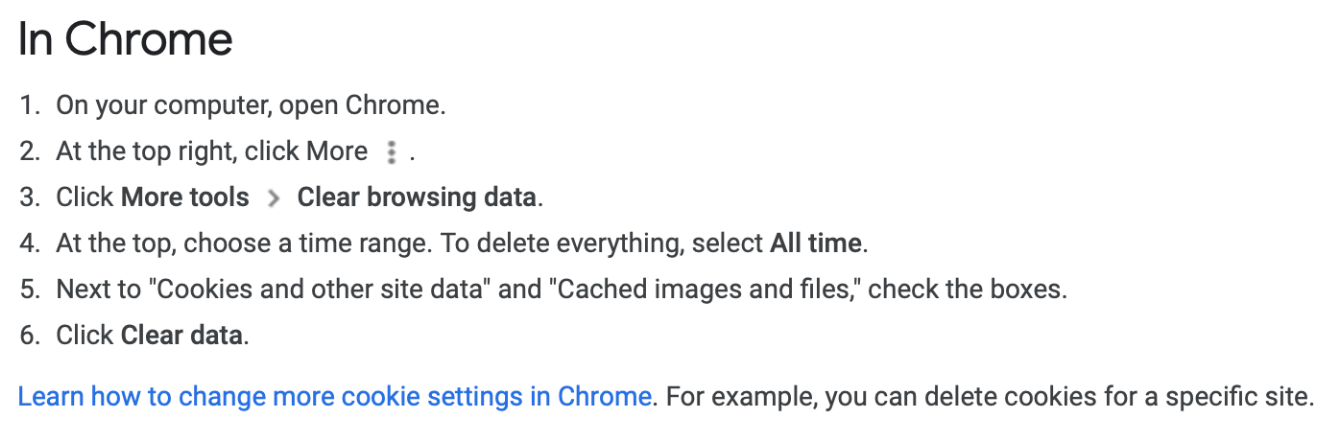 In Chrome
1. On your computer, open Chrome.
2. At the top right, click More ⋮ .
3. Click More tools > Clear browsing data.
4. At the top, choose a time range. To delete everything, select All time.
5. Next to "Cookies and other site data" and "Cached images and files," check the boxes.
6. Click Clear data.
Learn how to change more cookie settings in Chrome. For example, you can delete cookies for a specific site.